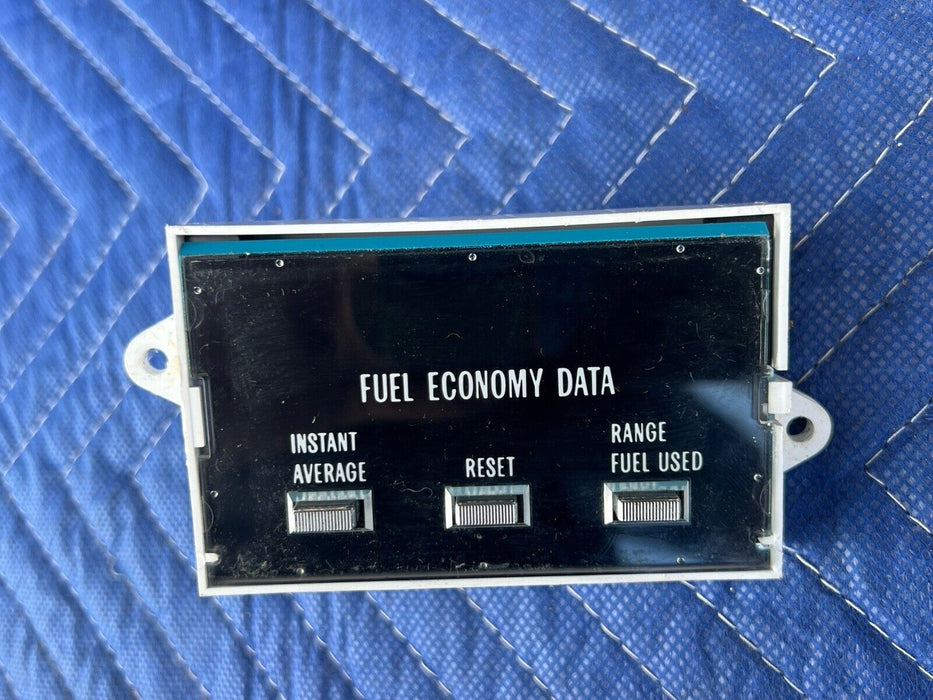 FUEL ECONOMY DATA
INSTANT
AVERAGE
RESET
RANGE
FUEL USED